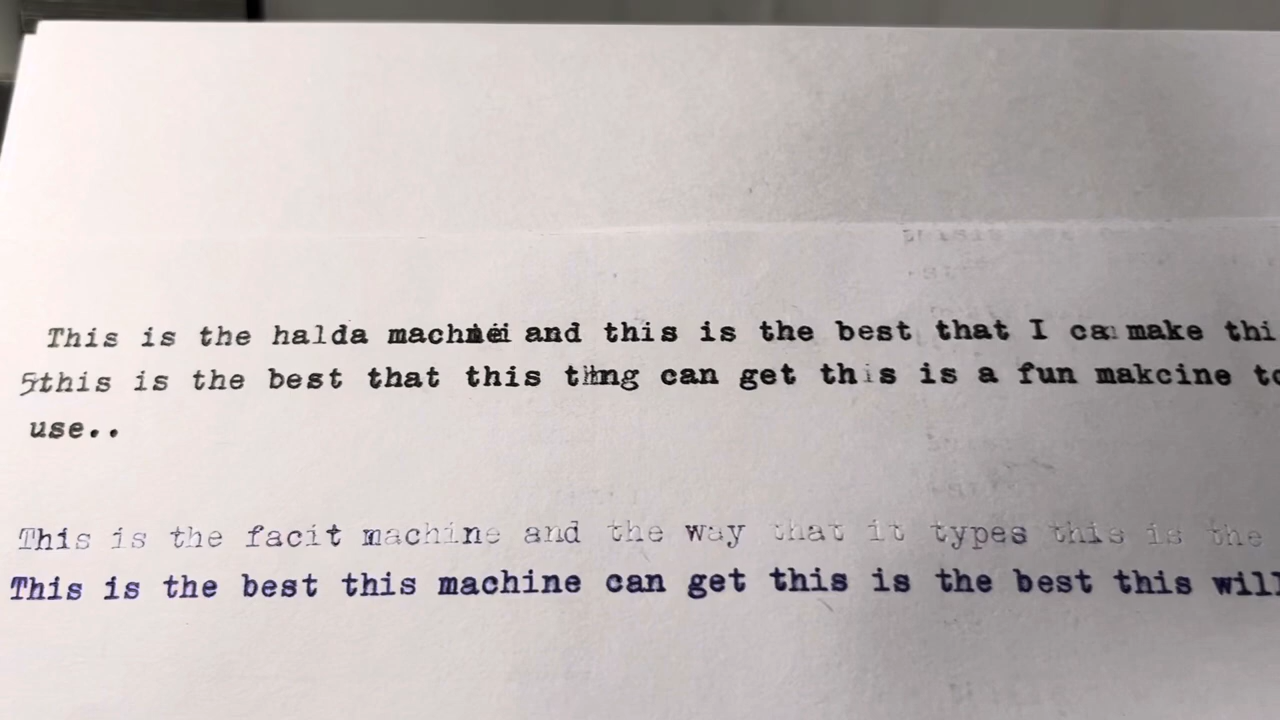 This is the halda machnei and this is the best that I ca make thi
5this is the best that this thing can get this is a fun makcine to
use..
This is the facit machine and the way that it types this is the
This is the best this machine can get this is the best this will